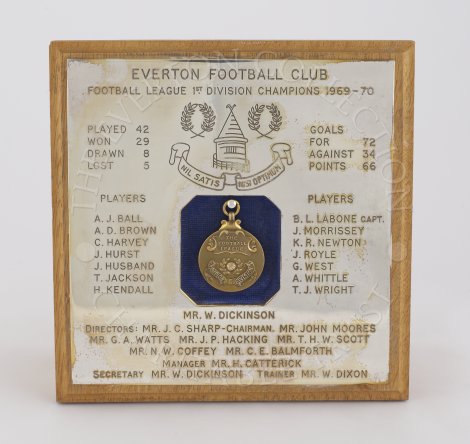 EVERTON FOOTBALL CLUB
FOOTBALL LEAGUE 1ST DIVISION CHAMPIONS 1969-70
PLAYED 42
WON 29
DRAWN 8
LOST 5
GOALS
FOR 72
AGAINST 34
POINTS 66
NIL SATIS NISI OPTIMUM
PLAYERS
A. J. BALL
A. D. BROWN
C. HARVEY
J. HURST
J. HUSBAND
T. JACKSON
H. KENDALL
PLAYERS
B. L. LABONE CAPT.
J. MORRISSEY
K. R. NEWTON
J. ROYLE
G. WEST
A. WHITTLE
T. J. WRIGHT
THE
FOOTBALL
LEAGUE
MR. W. DICKINSON
DIRECTORS: MR. J. C. SHARP-CHAIRMAN. MR. JOHN MOORES
MR. G. A. WATTS MR. J. P. HACKING MR. T. H. W. SCOTT
MR. N. W. COFFEY MR. C. E. BALMFORTH
MANAGER MR. H. CATTERICK
SECRETARY MR. W. DICKINSON TRAINER MR. W. DIXON